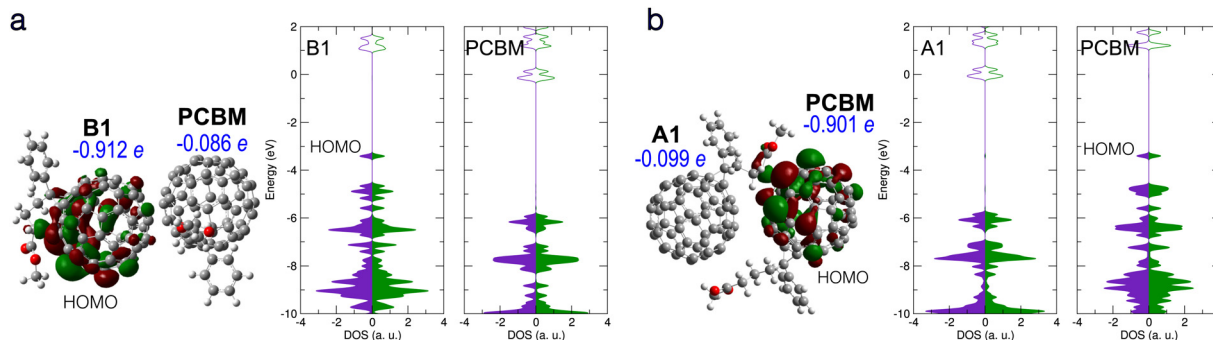 a
B1
-0.912 e
HOMO
PCBM
-0.086 e
Energy (eV)
2
0
-2
-4
-6
-8
-10
B1
HOMO
-4 -2 0 2 4
DOS (a. u.)
PCBM
-4 -2 0 2 4
DOS (a. u.)
b
A1
-0.099 e
PCBM
-0.901 e
HOMO
Energy (eV)
2
0
-2
-4
-6
-8
-10
A1
-4 -2 0 2 4
DOS (a. u.)
PCBM
HOMO
-4 -2 0 2 4
DOS (a. u.)